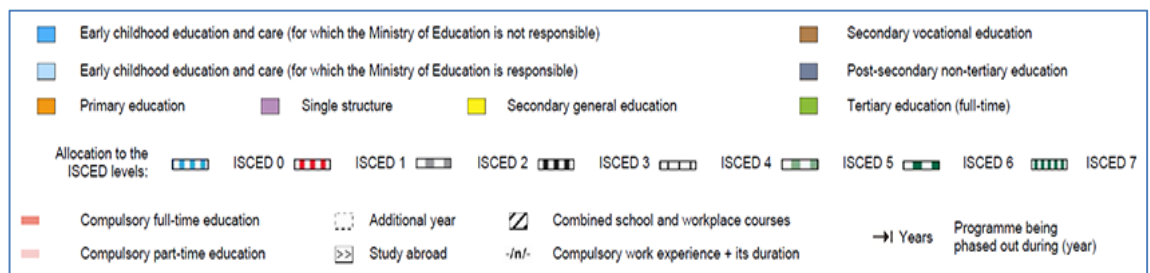 Early childhood education and care (for which the Ministry of Education is not responsible) Secondary vocational education
Early childhood education and care (for which the Ministry of Education is responsible) Post-secondary non-tertiary education
Primary education Single structure Secondary general education Tertiary education (full-time)
Allocation to the
ISCED levels: ISCED 0 ISCED 1 ISCED 2 ISCED 3 ISCED 4 ISCED 5 ISCED 6 ISCED 7
Compulsory full-time education Additional year Combined school and workplace courses
Compulsory part-time education >> Study abroad -/n/- Compulsory work experience + its duration
Years Programme being
phased out during (year)